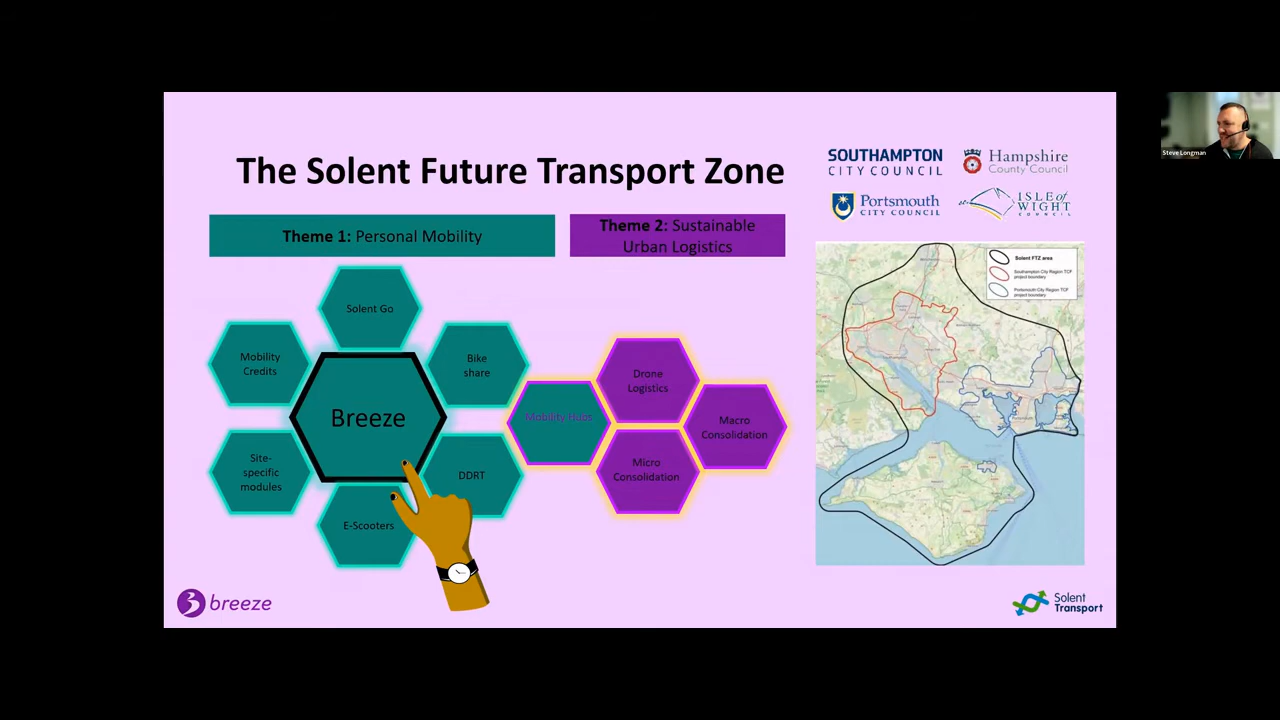 The Solent Future Transport Zone
SOUTHAMPTON
CITY COUNCIL
Hampshire
County Council
Portsmouth
CITY COUNCIL
ISLE of
WIGHT
COUNCIL
Steve Longman
Theme 1: Personal Mobility
Theme 2: Sustainable
Urban Logistics
Solent Go
Mobility
Credits
Bike
share
Breeze
Site-
specific
modules
DDRT
E-Scooters
Mobility Hubs
Drone
Logistics
Macro
Consolidation
Micro
Consolidation
Solent FTZ area
Southampton City Region TCF
project boundary
Portsmouth City Region TCF
project boundary
breeze
Solent
Transport